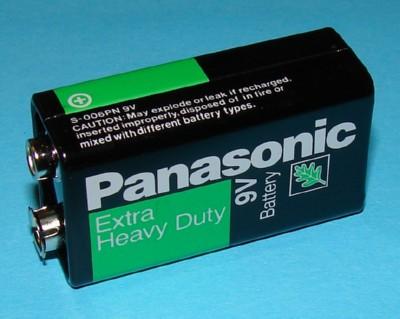 S-006PN 9V
CAUTION: May explode or leak if recharged,
inserted improperly, disposed of in fire or
mixed with different battery types.
Panasonic
Extra
Heavy Duty
9V
Battery